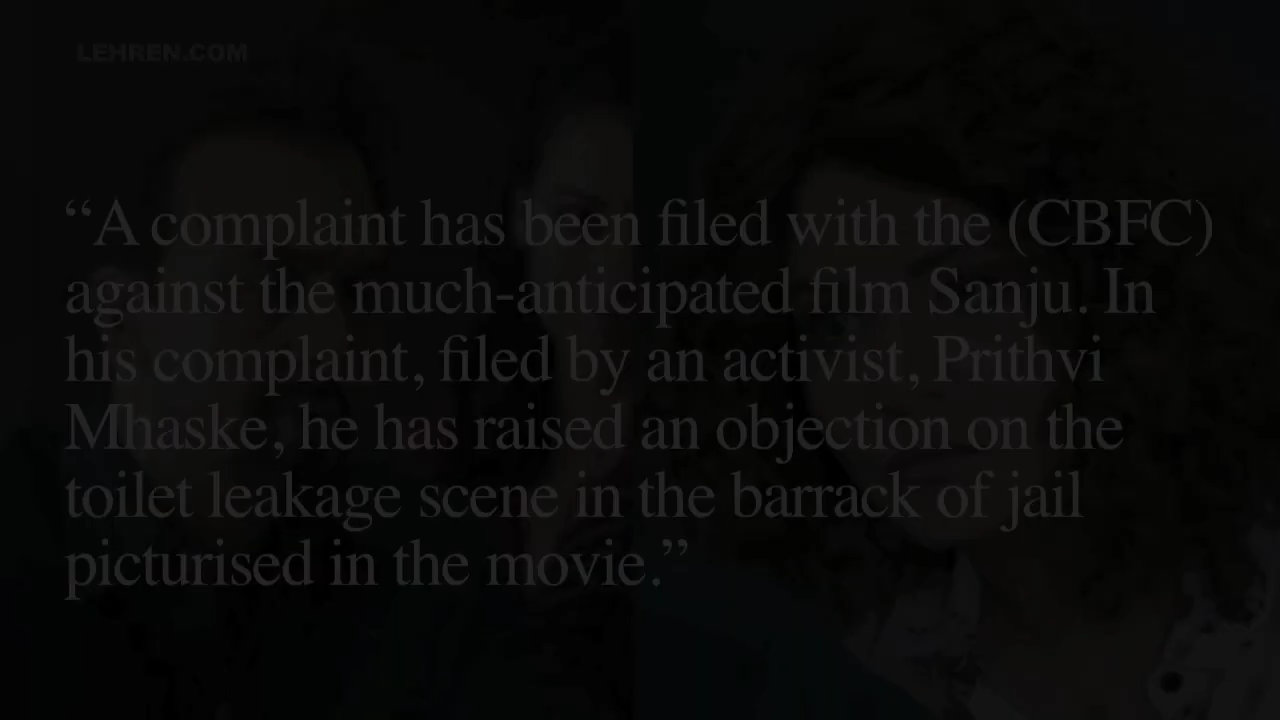 LEHREN.COM
“A complaint has been filed with the (CBFC)
against the much-anticipated film Sanju. In
his complaint, filed by an activist, Prithvi
Mhaske, he has raised an objection on the
toilet leakage scene in the barrack of jail
picturised in the movie.”